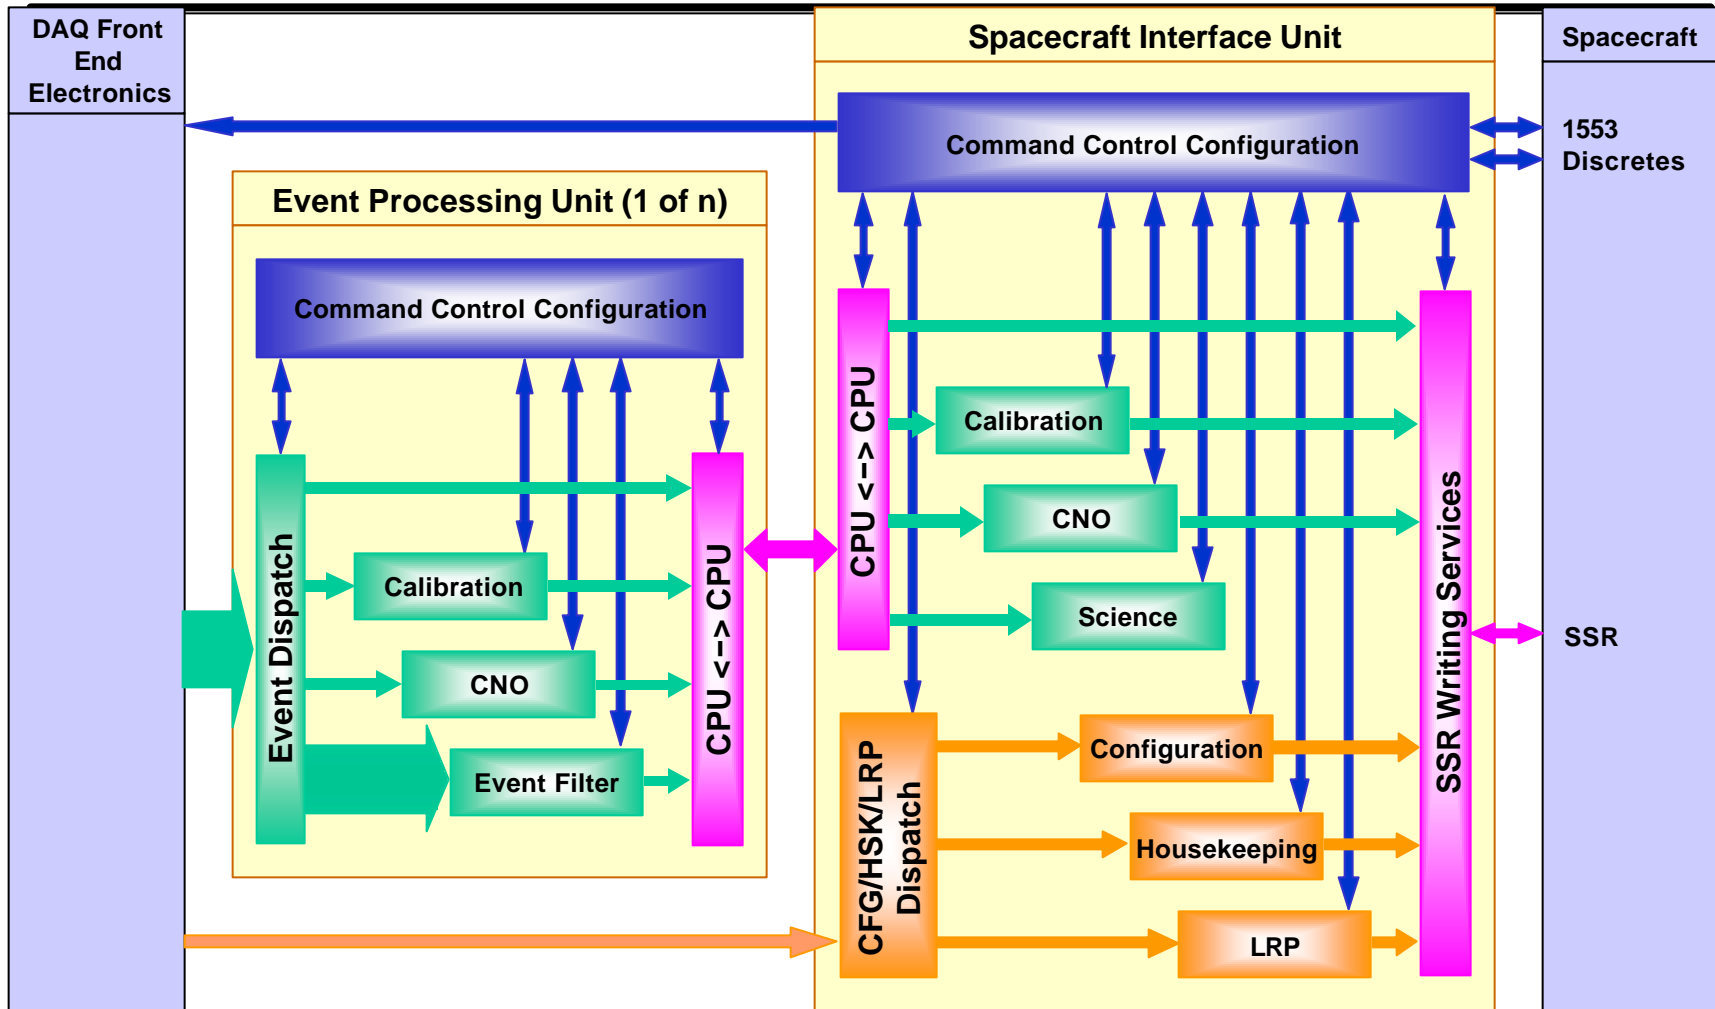 DAQ Front
End
Electronics
Spacecraft Interface Unit
Spacecraft
Command Control Configuration
1553
Discretes
Event Processing Unit (1 of n)
Command Control Configuration
Event Dispatch
Calibration
CNO
Event Filter
CPU <–> CPU
CPU <–> CPU
Calibration
CNO
Science
CFG/HSK/LRP
Dispatch
Configuration
Housekeeping
LRP
SSR Writing Services
SSR